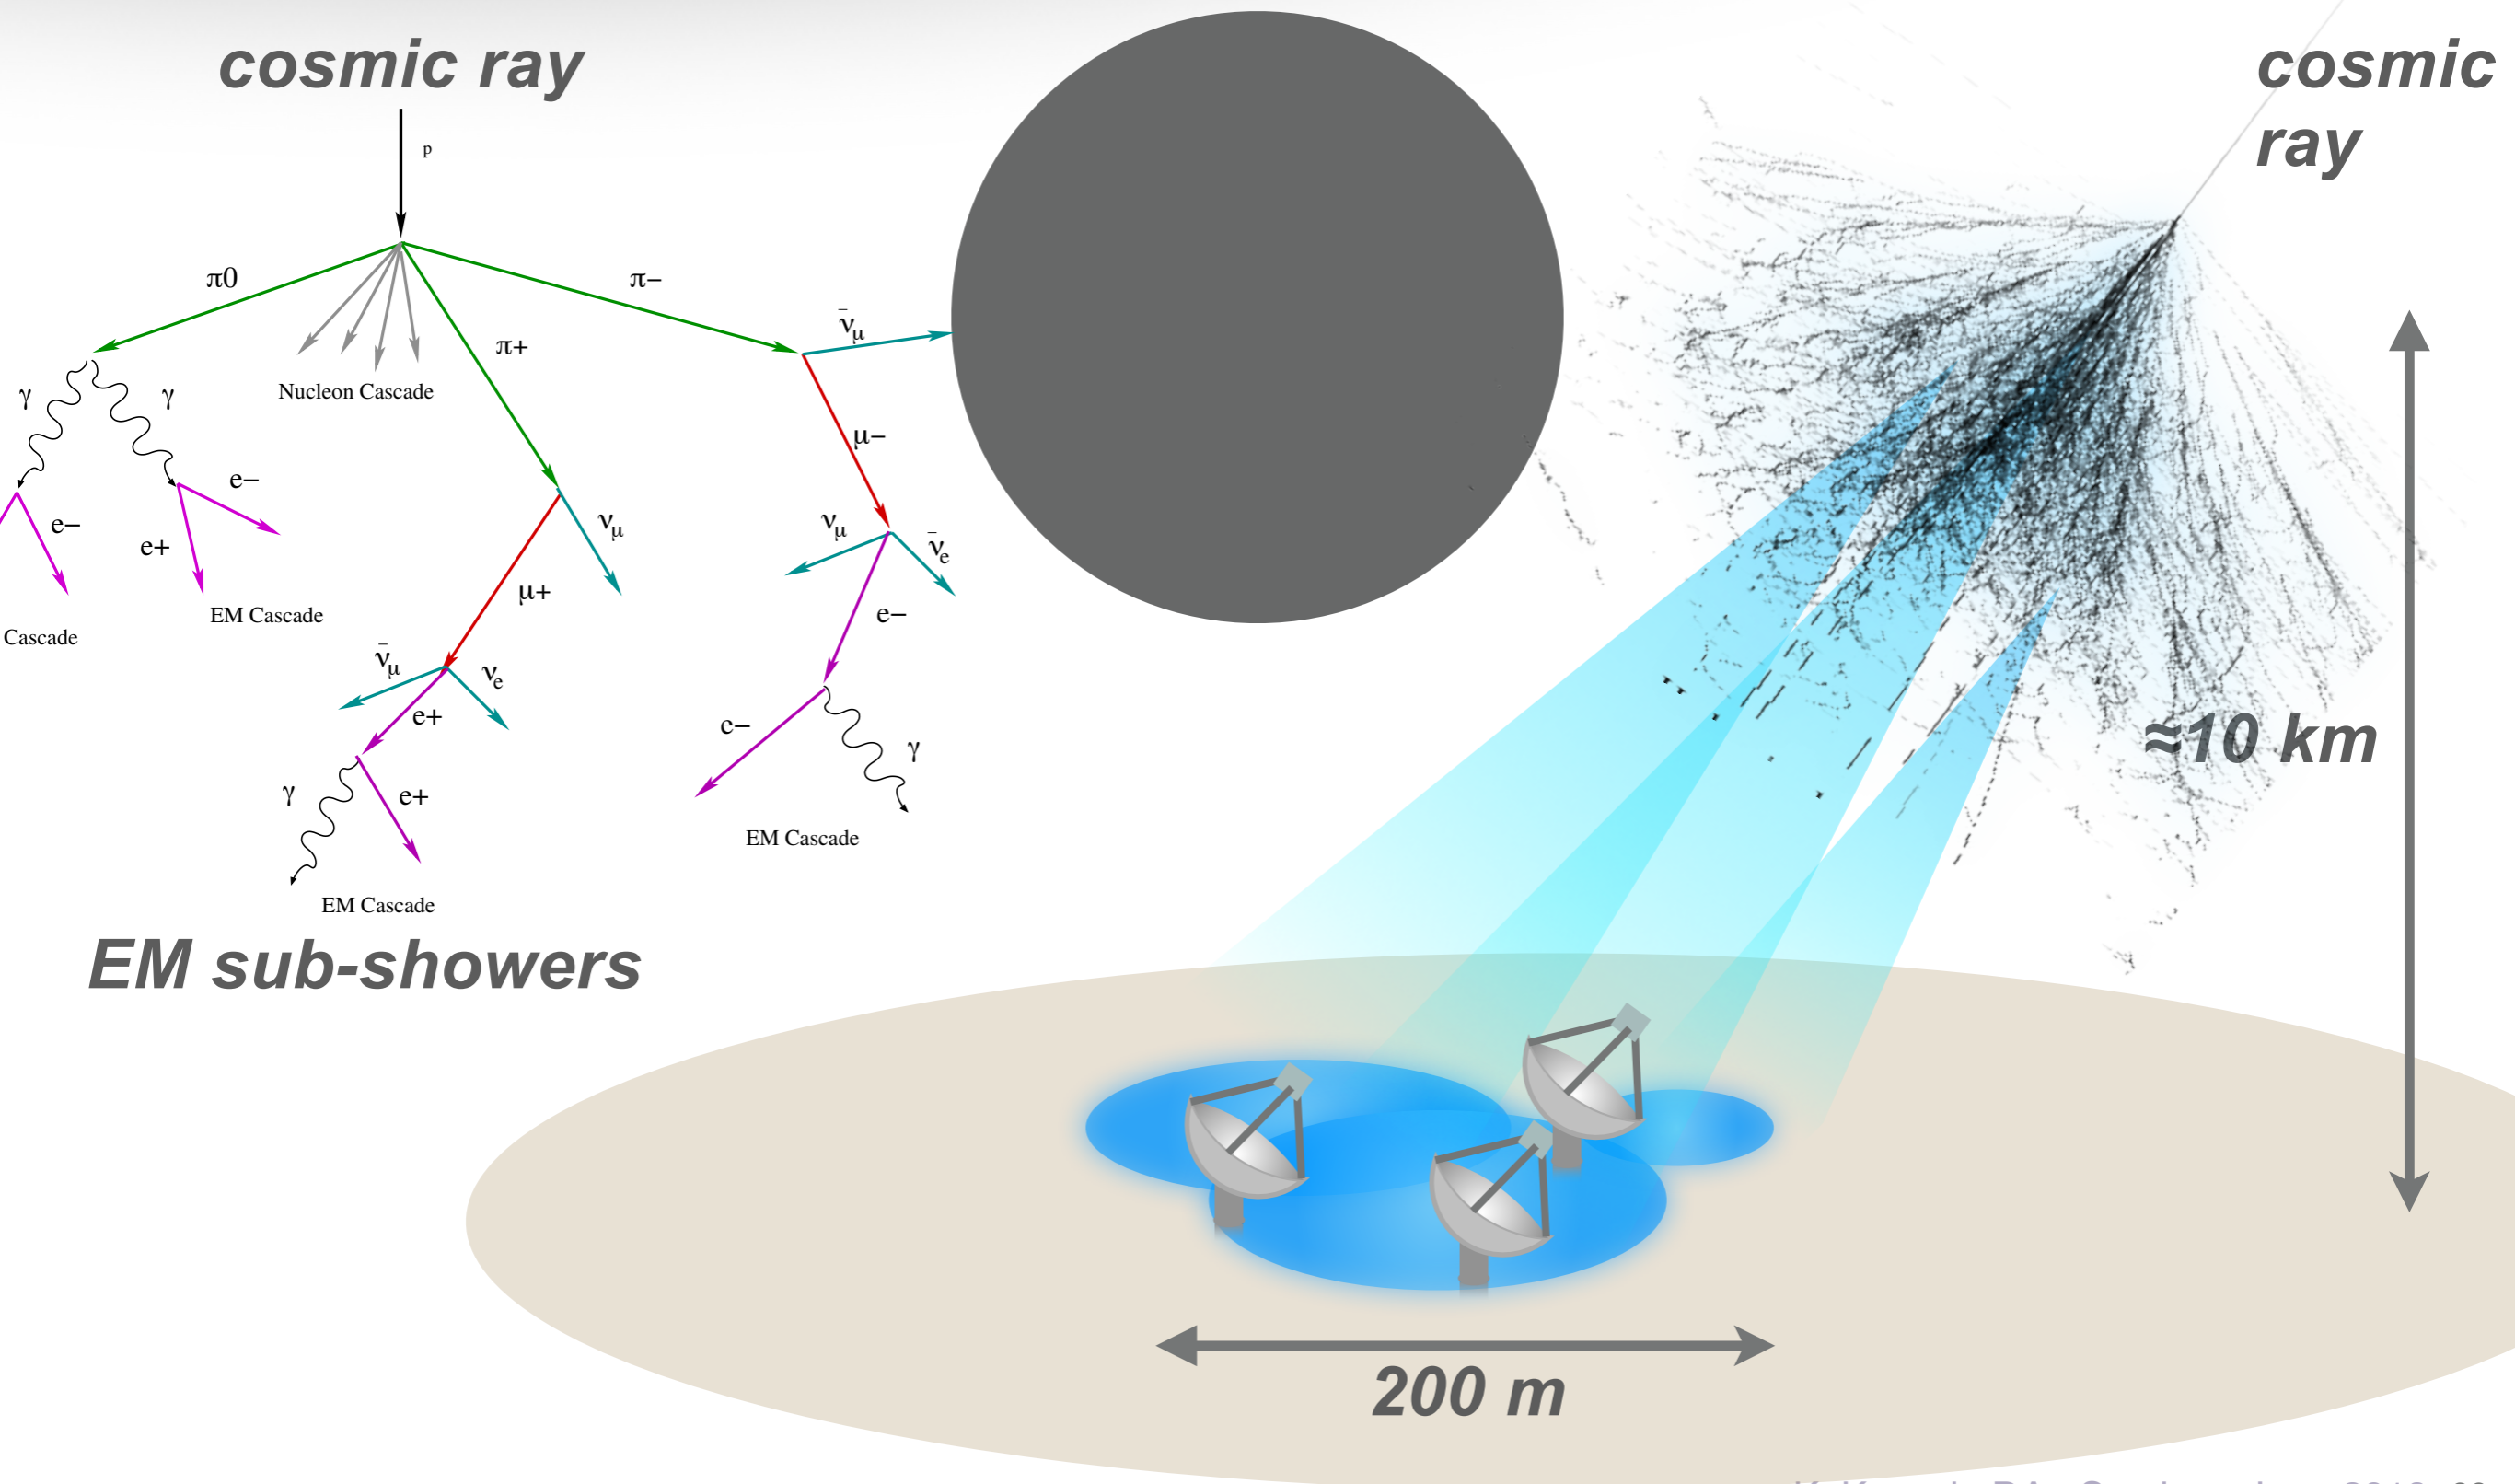 cosmic ray
p
π0
π−
π+
ν̄μ
γ
γ
Nucleon Cascade
μ−
e−
e−
e+
νμ
νμ
ν̄e
EM Cascade
Cascade
μ+
e−
ν̄μ
νe
e+
e−
γ
γ
e+
EM Cascade
EM Cascade
EM sub-showers
cosmic
ray
≈10 km
200 m